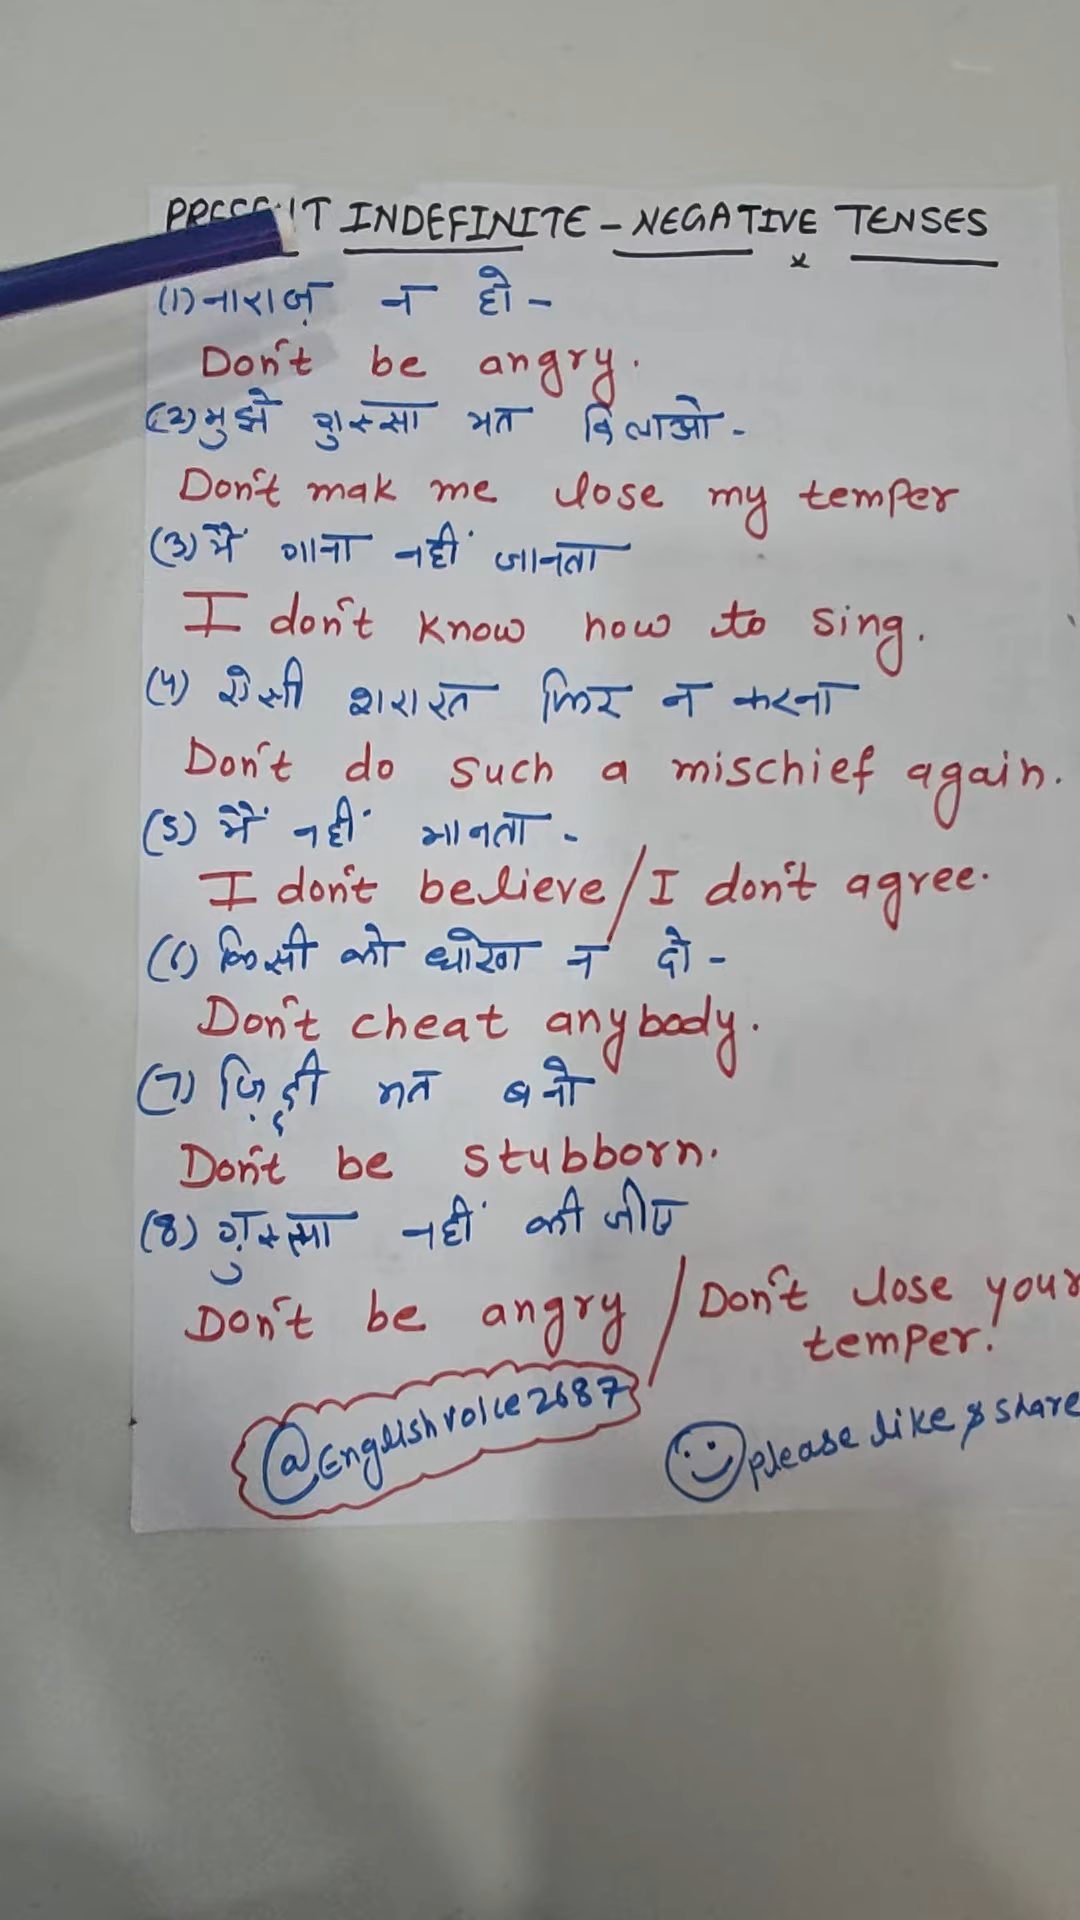 PRESENT INDEFINITE - NEGATIVE TENSES
(1) नाराज़ न हो -
Don't be angry.
(2) मुझे गुस्सा मत दिलाओ -
Don't mak me lose my temper
(3) मैं गाना नहीं जानता
I don't know how to sing.
(4) ऐसी शरारत फिर न करना
Don't do such a mischief again.
(5) मैं नहीं मानता -
I don't believe / I don't agree.
(6) किसी को धोखा न दो -
Don't cheat anybody.
(7) ज़िद्दी मत बनो
Don't be stubborn.
(8) गु़स्सा नहीं कीजीए
Don't be angry / Don't lose your
temper.
@Englishvoice2687
please like & share